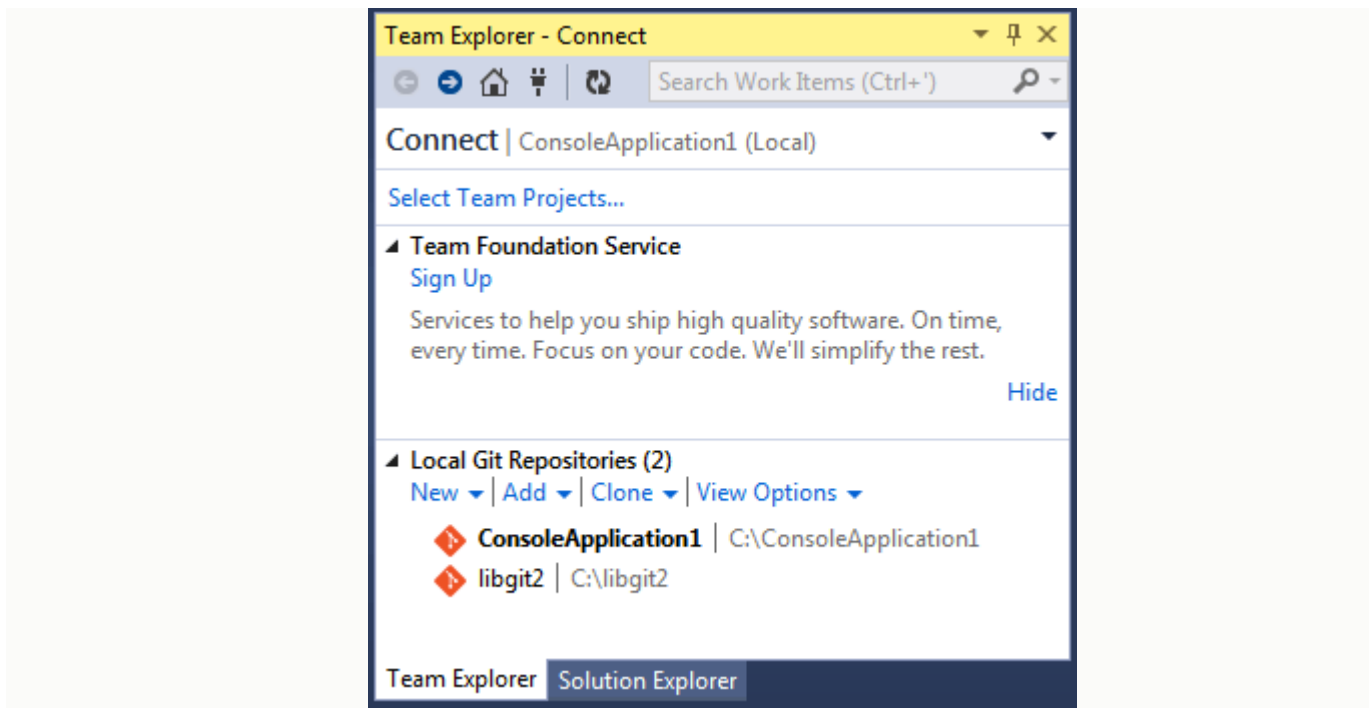 Team Explorer - Connect
Search Work Items (Ctrl+')
Connect | ConsoleApplication1 (Local)
Select Team Projects...
Team Foundation Service
Sign Up
Services to help you ship high quality software. On time,
every time. Focus on your code. We'll simplify the rest.
Hide
Local Git Repositories (2)
New | Add | Clone | View Options
ConsoleApplication1 | C:\ConsoleApplication1
libgit2 | C:\libgit2
Team Explorer Solution Explorer